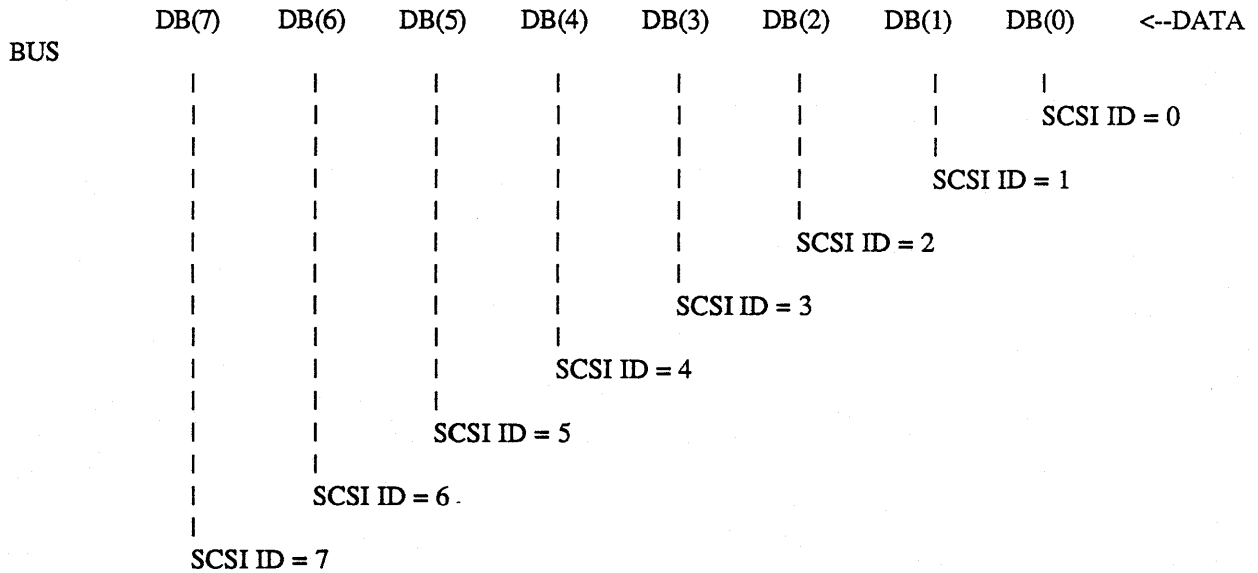 DB(7) DB(6) DB(5) DB(4) DB(3) DB(2) DB(1) DB(0) <--DATA
BUS
| | | | | | | |
| | | | | | | SCSI ID = 0
| | | | | | |
| | | | | | SCSI ID = 1
| | | | | |
| | | | | SCSI ID = 2
| | | | |
| | | | SCSI ID = 3
| | | |
| | | SCSI ID = 4
| | |
| | SCSI ID = 5
| |
| SCSI ID = 6
|
SCSI ID = 7